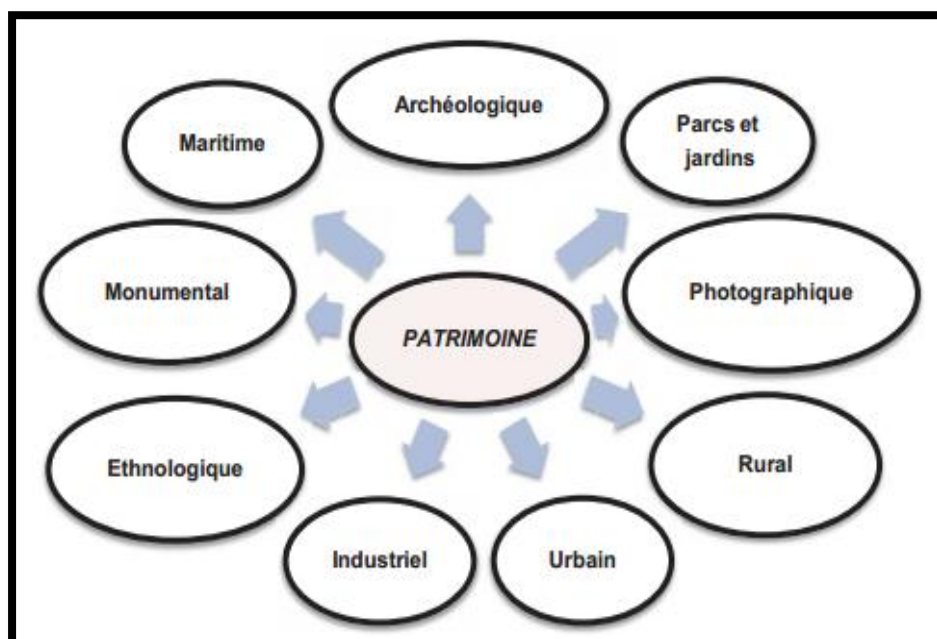 Archéologique
Maritime
Parcs et
jardins
Monumental
Photographique
PATRIMOINE
Ethnologique
Rural
Industriel
Urbain